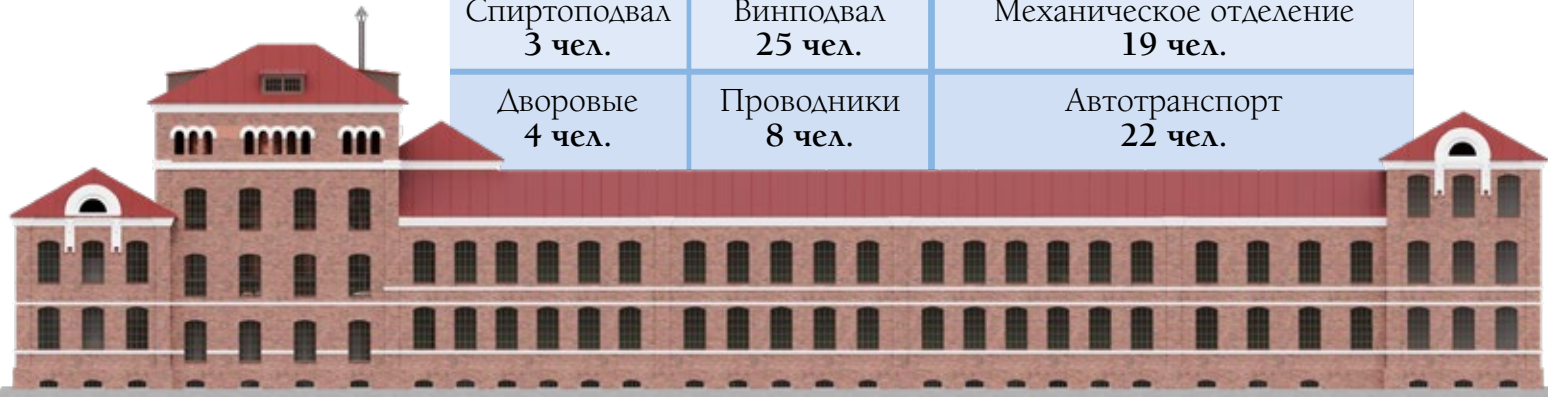 Спиртоподвал
3 чел.
Винподвал
25 чел.
Механическое отделение
19 чел.
Дворовые
4 чел.
Проводники
8 чел.
Автотранспорт
22 чел.